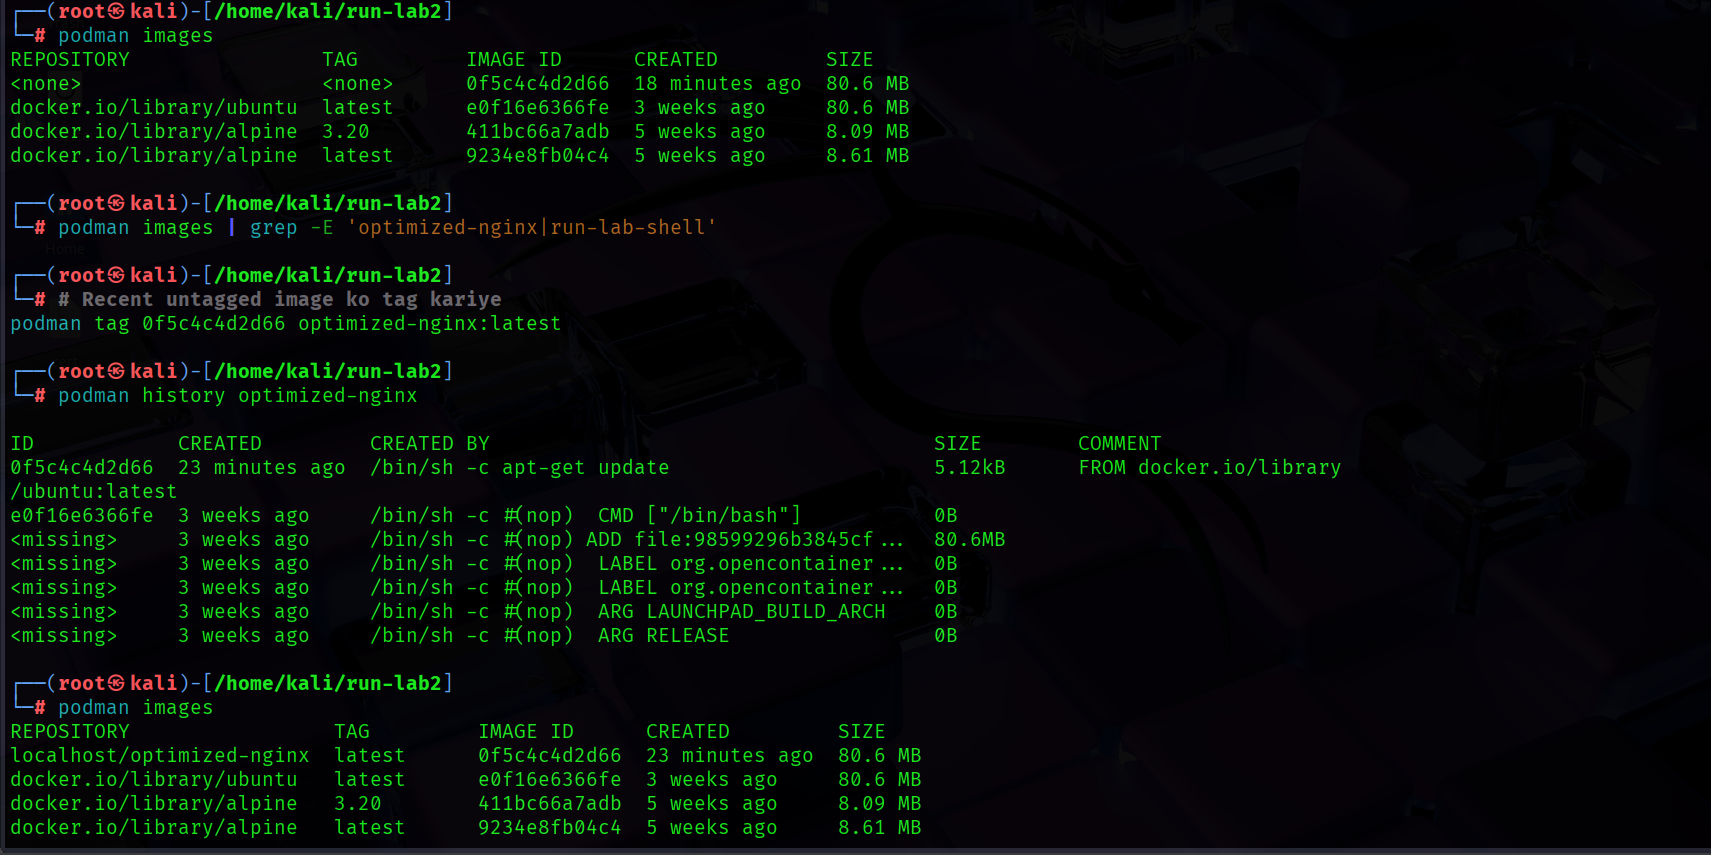 ┌──(root㉿kali)-[/home/kali/run-lab2]
└─# podman images
REPOSITORY                TAG         IMAGE ID      CREATED         SIZE
<none>                    <none>      0f5c4c4d2d66  18 minutes ago  80.6 MB
docker.io/library/ubuntu  latest      e0f16e6366fe  3 weeks ago     80.6 MB
docker.io/library/alpine  3.20        411bc66a7adb  5 weeks ago     8.09 MB
docker.io/library/alpine  latest      9234e8fb04c4  5 weeks ago     8.61 MB
┌──(root㉿kali)-[/home/kali/run-lab2]
└─# podman images | grep -E 'optimized-nginx|run-lab-shell'
Home
┌──(root㉿kali)-[/home/kali/run-lab2]
└─# # Recent untagged image ko tag kariye
podman tag 0f5c4c4d2d66 optimized-nginx:latest
┌──(root㉿kali)-[/home/kali/run-lab2]
└─# podman history optimized-nginx
ID            CREATED         CREATED BY                                     SIZE        COMMENT
0f5c4c4d2d66  23 minutes ago  /bin/sh -c apt-get update                      5.12kB      FROM docker.io/library
/ubuntu:latest
e0f16e6366fe  3 weeks ago     /bin/sh -c #(nop)  CMD ["/bin/bash"]           0B
<missing>     3 weeks ago     /bin/sh -c #(nop) ADD file:98599296b3845cf...  80.6MB
<missing>     3 weeks ago     /bin/sh -c #(nop)  LABEL org.opencontainer...  0B
<missing>     3 weeks ago     /bin/sh -c #(nop)  LABEL org.opencontainer...  0B
<missing>     3 weeks ago     /bin/sh -c #(nop)  ARG LAUNCHPAD_BUILD_ARCH    0B
<missing>     3 weeks ago     /bin/sh -c #(nop)  ARG RELEASE                 0B
┌──(root㉿kali)-[/home/kali/run-lab2]
└─# podman images
REPOSITORY                 TAG         IMAGE ID      CREATED         SIZE
localhost/optimized-nginx  latest      0f5c4c4d2d66  23 minutes ago  80.6 MB
docker.io/library/ubuntu   latest      e0f16e6366fe  3 weeks ago     80.6 MB
docker.io/library/alpine   3.20        411bc66a7adb  5 weeks ago     8.09 MB
docker.io/library/alpine   latest      9234e8fb04c4  5 weeks ago     8.61 MB